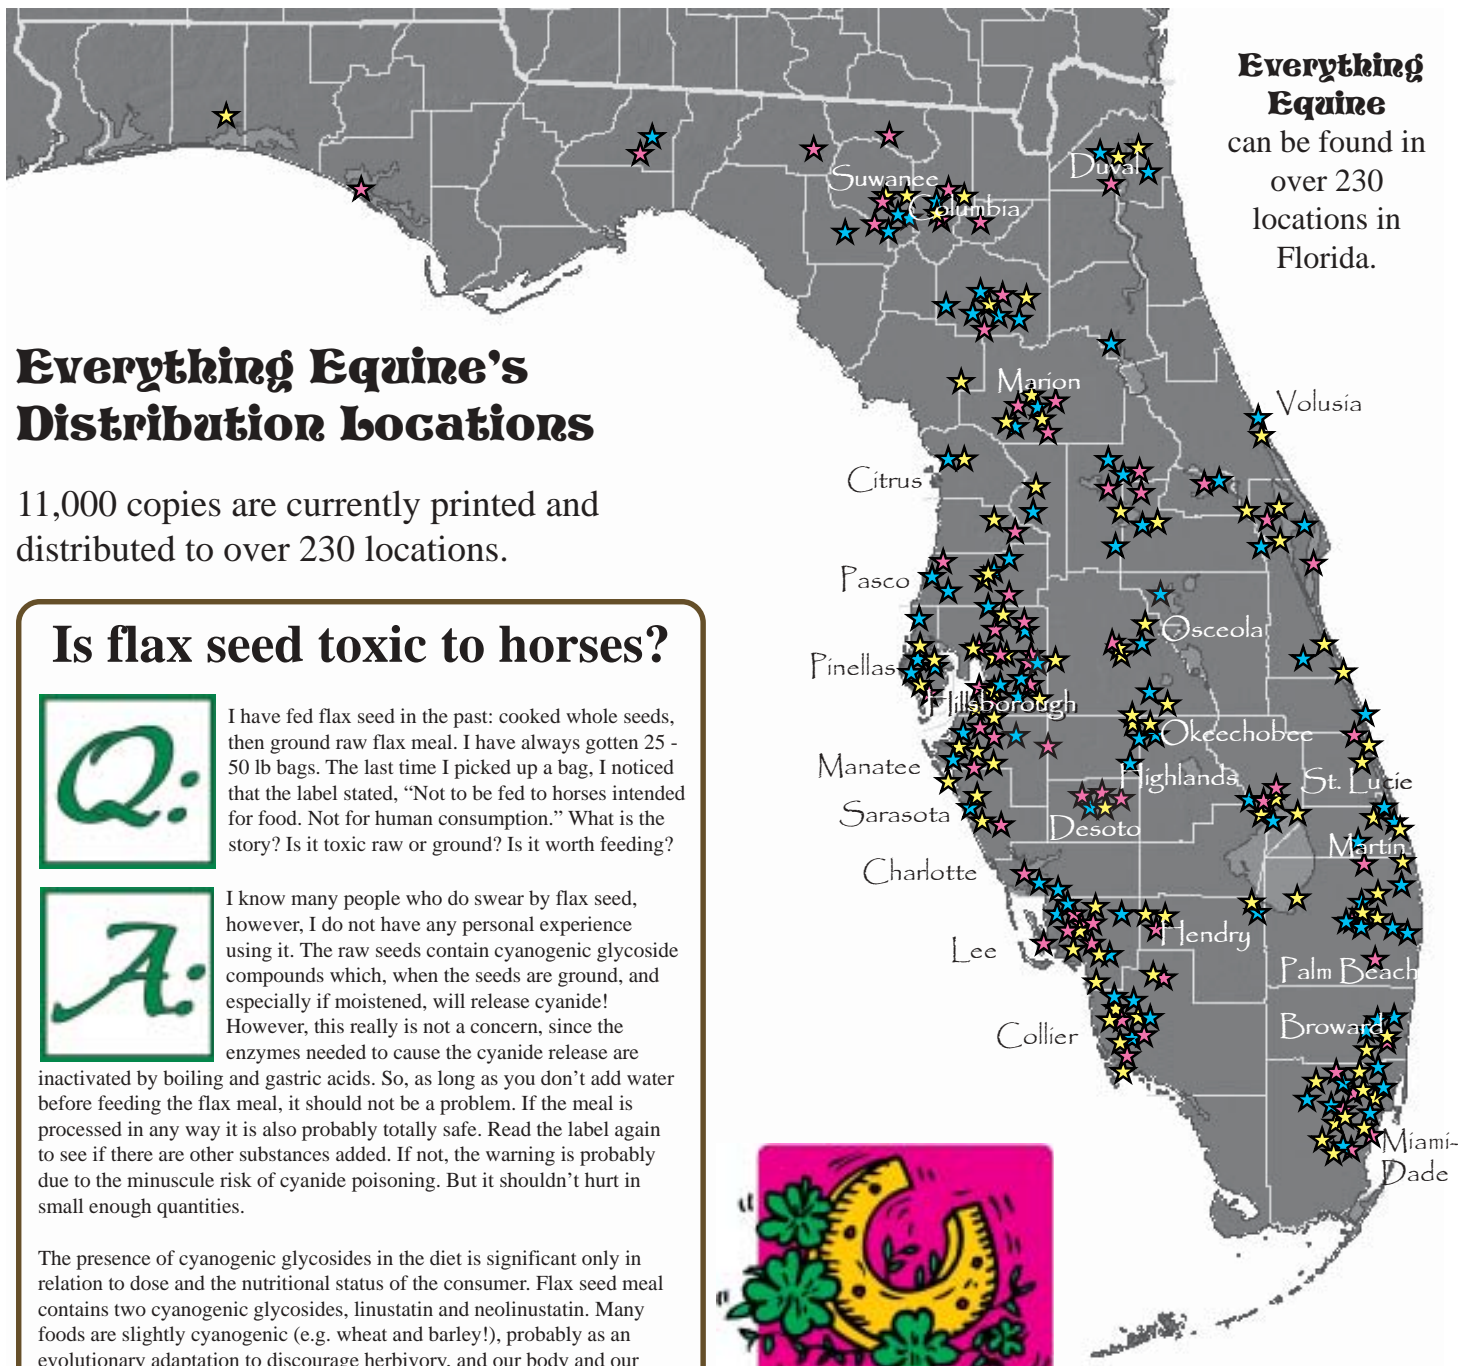 Everything
Equine
can be found in
over 230
locations in
Florida.
Everything Equine’s
Distribution Locations
11,000 copies are currently printed and
distributed to over 230 locations.
Is flax seed toxic to horses?
Q:
I have fed flax seed in the past: cooked whole seeds,
then ground raw flax meal. I have always gotten 25 -
50 lb bags. The last time I picked up a bag, I noticed
that the label stated, “Not to be fed to horses intended
for food. Not for human consumption.” What is the
story? Is it toxic raw or ground? Is it worth feeding?
A:
I know many people who do swear by flax seed,
however, I do not have any personal experience
using it. The raw seeds contain cyanogenic glycoside
compounds which, when the seeds are ground, and
especially if moistened, will release cyanide!
However, this really is not a concern, since the
enzymes needed to cause the cyanide release are
inactivated by boiling and gastric acids. So, as long as you don’t add water
before feeding the flax meal, it should not be a problem. If the meal is
processed in any way it is also probably totally safe. Read the label again
to see if there are other substances added. If not, the warning is probably
due to the minuscule risk of cyanide poisoning. But it shouldn’t hurt in
small enough quantities.
The presence of cyanogenic glycosides in the diet is significant only in
relation to dose and the nutritional status of the consumer. Flax seed meal
contains two cyanogenic glycosides, linustatin and neolinustatin. Many
foods are slightly cyanogenic (e.g. wheat and barley!), probably as an
evolutionary adaptation to discourage herbivory, and our body and our
Suwanee
Columbia
Duval
Marion
Volusia
Citrus
Pasco
Osceola
Pinellas
Hillsborough
Okeechobee
Manatee
Highlands
St. Lucie
Sarasota
Desoto
Martin
Charlotte
Hendry
Lee
Palm Beach
Broward
Collier
Miami-
Dade